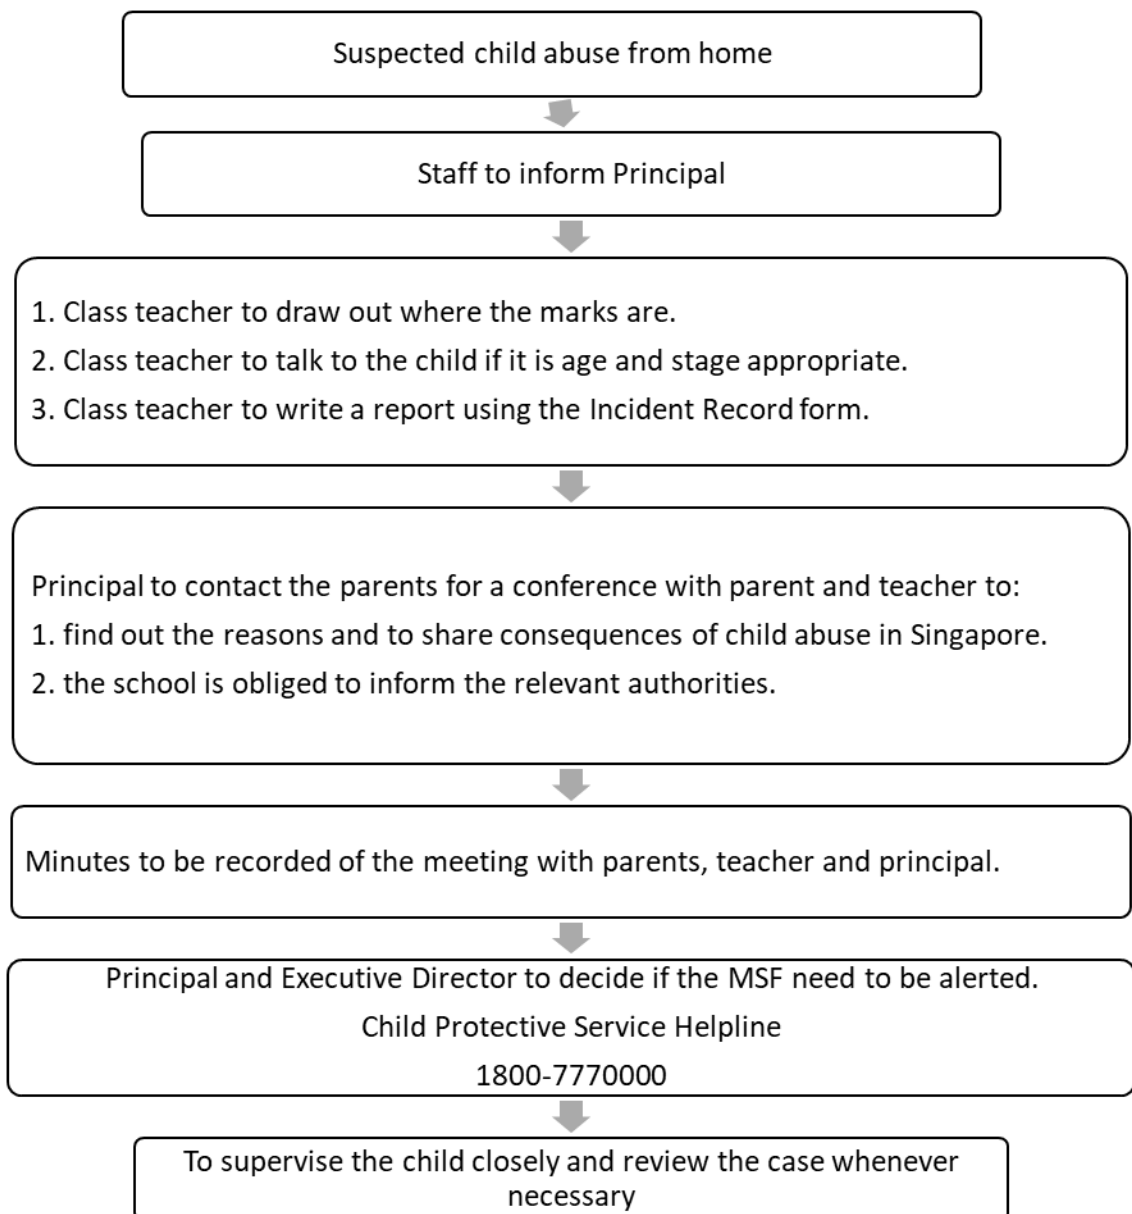 Suspected child abuse from home
Staff to inform Principal
1. Class teacher to draw out where the marks are.
2. Class teacher to talk to the child if it is age and stage appropriate.
3. Class teacher to write a report using the Incident Record form.
Principal to contact the parents for a conference with parent and teacher to:
1. find out the reasons and to share consequences of child abuse in Singapore.
2. the school is obliged to inform the relevant authorities.
Minutes to be recorded of the meeting with parents, teacher and principal.
Principal and Executive Director to decide if the MSF need to be alerted.
Child Protective Service Helpline
1800-7770000
To supervise the child closely and review the case whenever
necessary